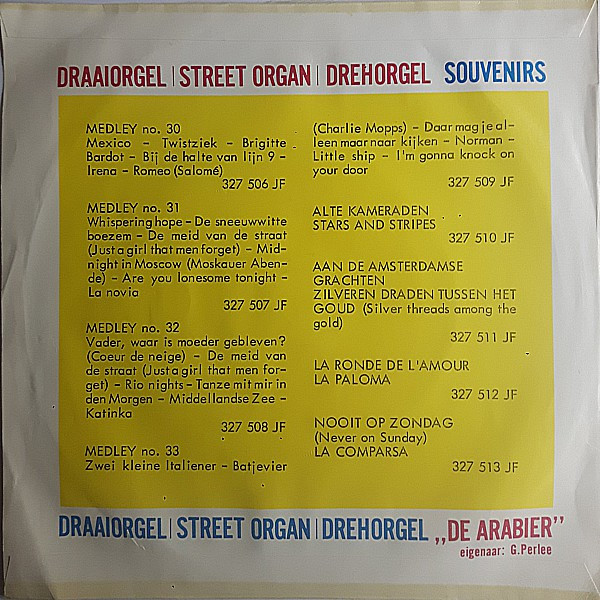 DRAAIORGEL | STREET ORGAN | DREHORGEL SOUVENIRS
MEDLEY no. 30
Mexico – Twistziek – Brigitte
Bardot – Bij de halte van lijn 9 –
Irena – Romeo (Salomé)
327 506 JF
MEDLEY no. 31
Whispering hope – De sneeuwwitte
boezem – De meid van de straat
(Just a girl that men forget) – Mid-
night in Moscow (Moskauer Aben-
de) – Are you lonesome tonight –
La novia
327 507 JF
MEDLEY no. 32
Vader, waar is moeder gebleven?
(Coeur de neige) – De meid van
de straat (Just a girl that men for-
get) – Rio nights – Tanze mit mir in
den Morgen – Middellandse Zee –
Katinka
327 508 JF
MEDLEY no. 33
Zwei kleine Italiener – Batjevier
(Charlie Mopps) – Daar mag je al-
leen maar naar kijken – Norman –
Little ship – I'm gonna knock on
your door
327 509 JF
ALTE KAMERADEN
STARS AND STRIPES
327 510 JF
AAN DE AMSTERDAMSE
GRACHTEN
ZILVEREN DRADEN TUSSEN HET
GOUD (Silver threads among the
gold)
327 511 JF
LA RONDE DE L'AMOUR
LA PALOMA
327 512 JF
NOOIT OP ZONDAG
(Never on Sunday)
LA COMPARSA
327 513 JF
DRAAIORGEL | STREET ORGAN | DREHORGEL „DE ARABIER”
eigenaar: G.Perlee